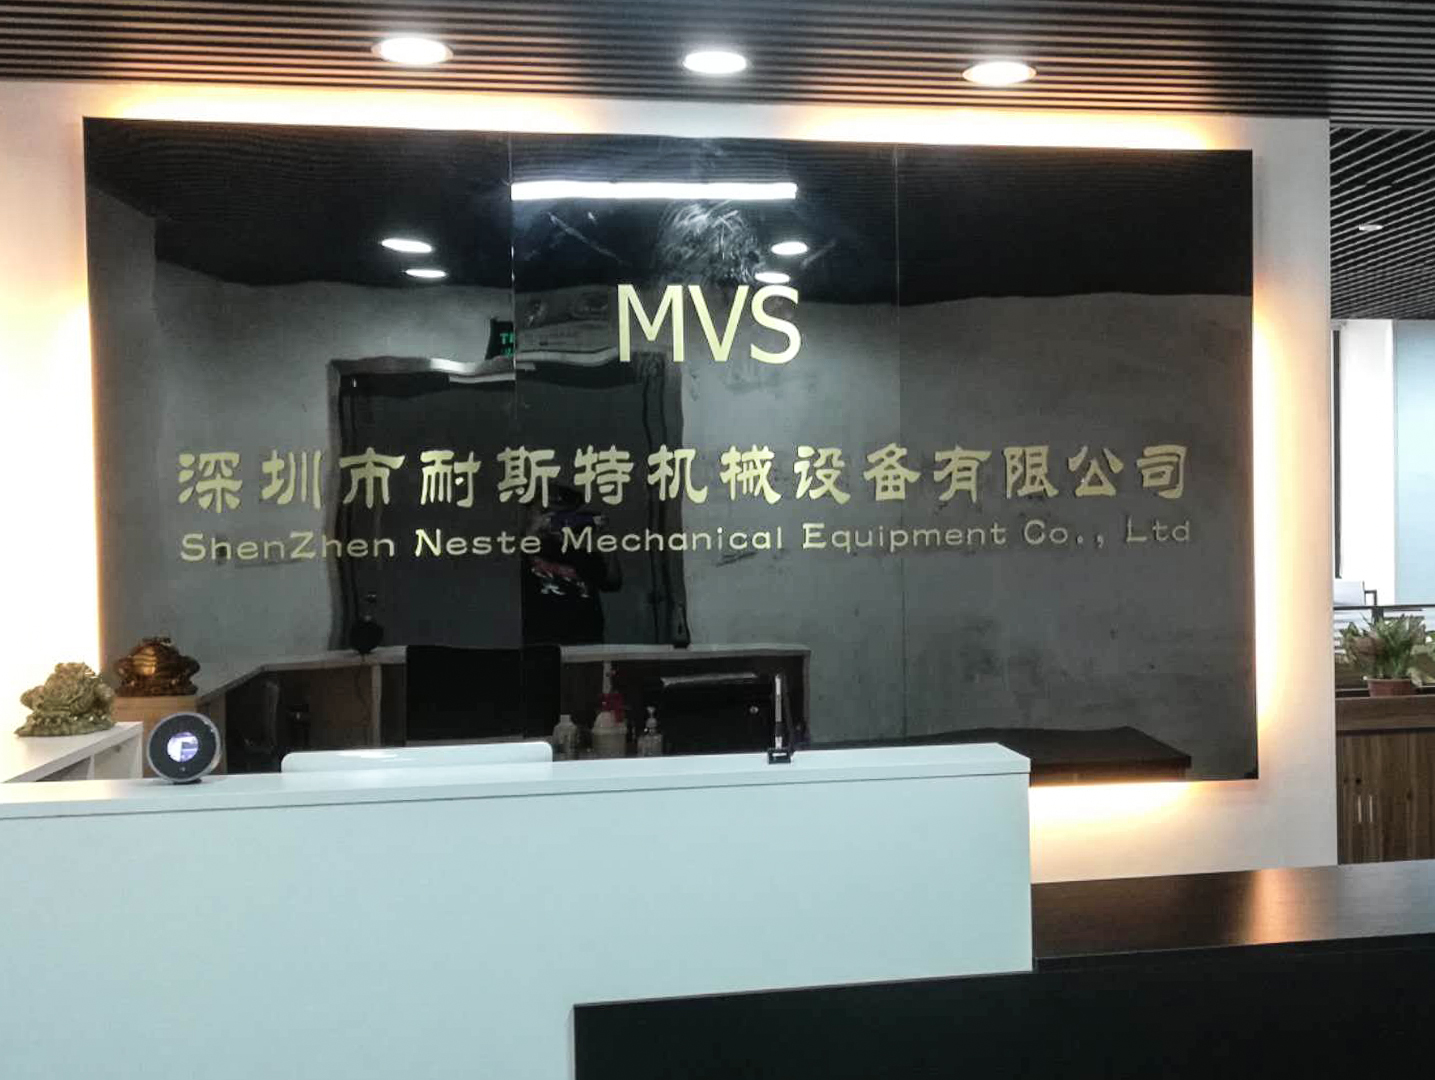 MVS
深圳市耐斯特机械设备有限公司
ShenZhen Neste Mechanical Equipment Co., Ltd